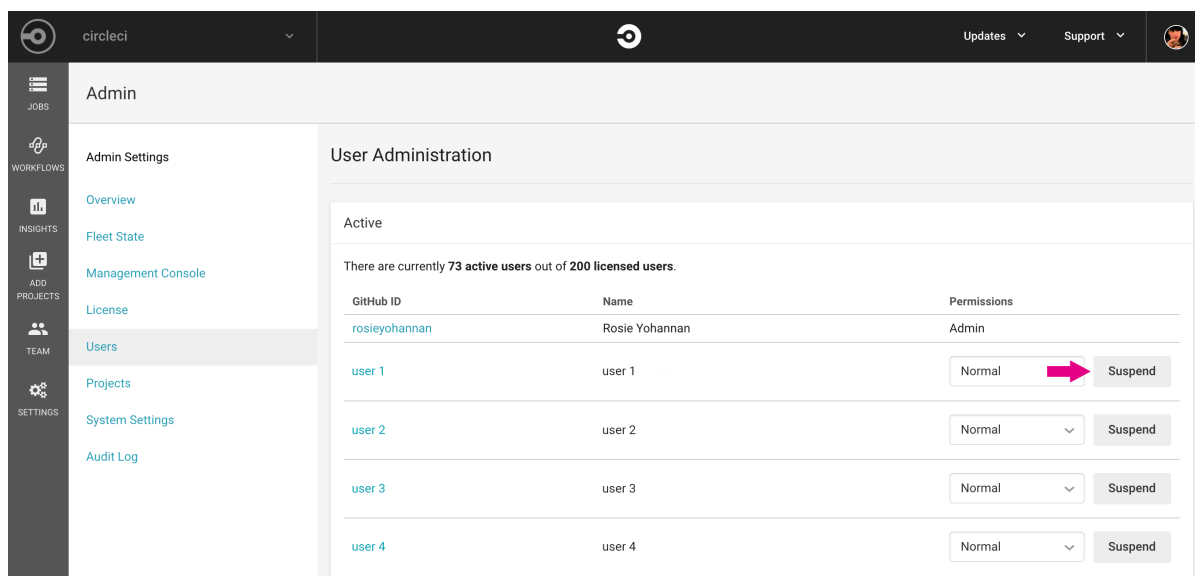 circleci
Updates
Support
JOBS
WORKFLOWS
INSIGHTS
ADD
PROJECTS
TEAM
SETTINGS
Admin
Admin Settings
Overview
Fleet State
Management Console
License
Users
Projects
System Settings
Audit Log
User Administration
Active
There are currently 73 active users out of 200 licensed users.
GitHub ID Name Permissions
rosieyohannan Rosie Yohannan Admin
user 1 user 1 Normal Suspend
user 2 user 2 Normal Suspend
user 3 user 3 Normal Suspend
user 4 user 4 Normal Suspend